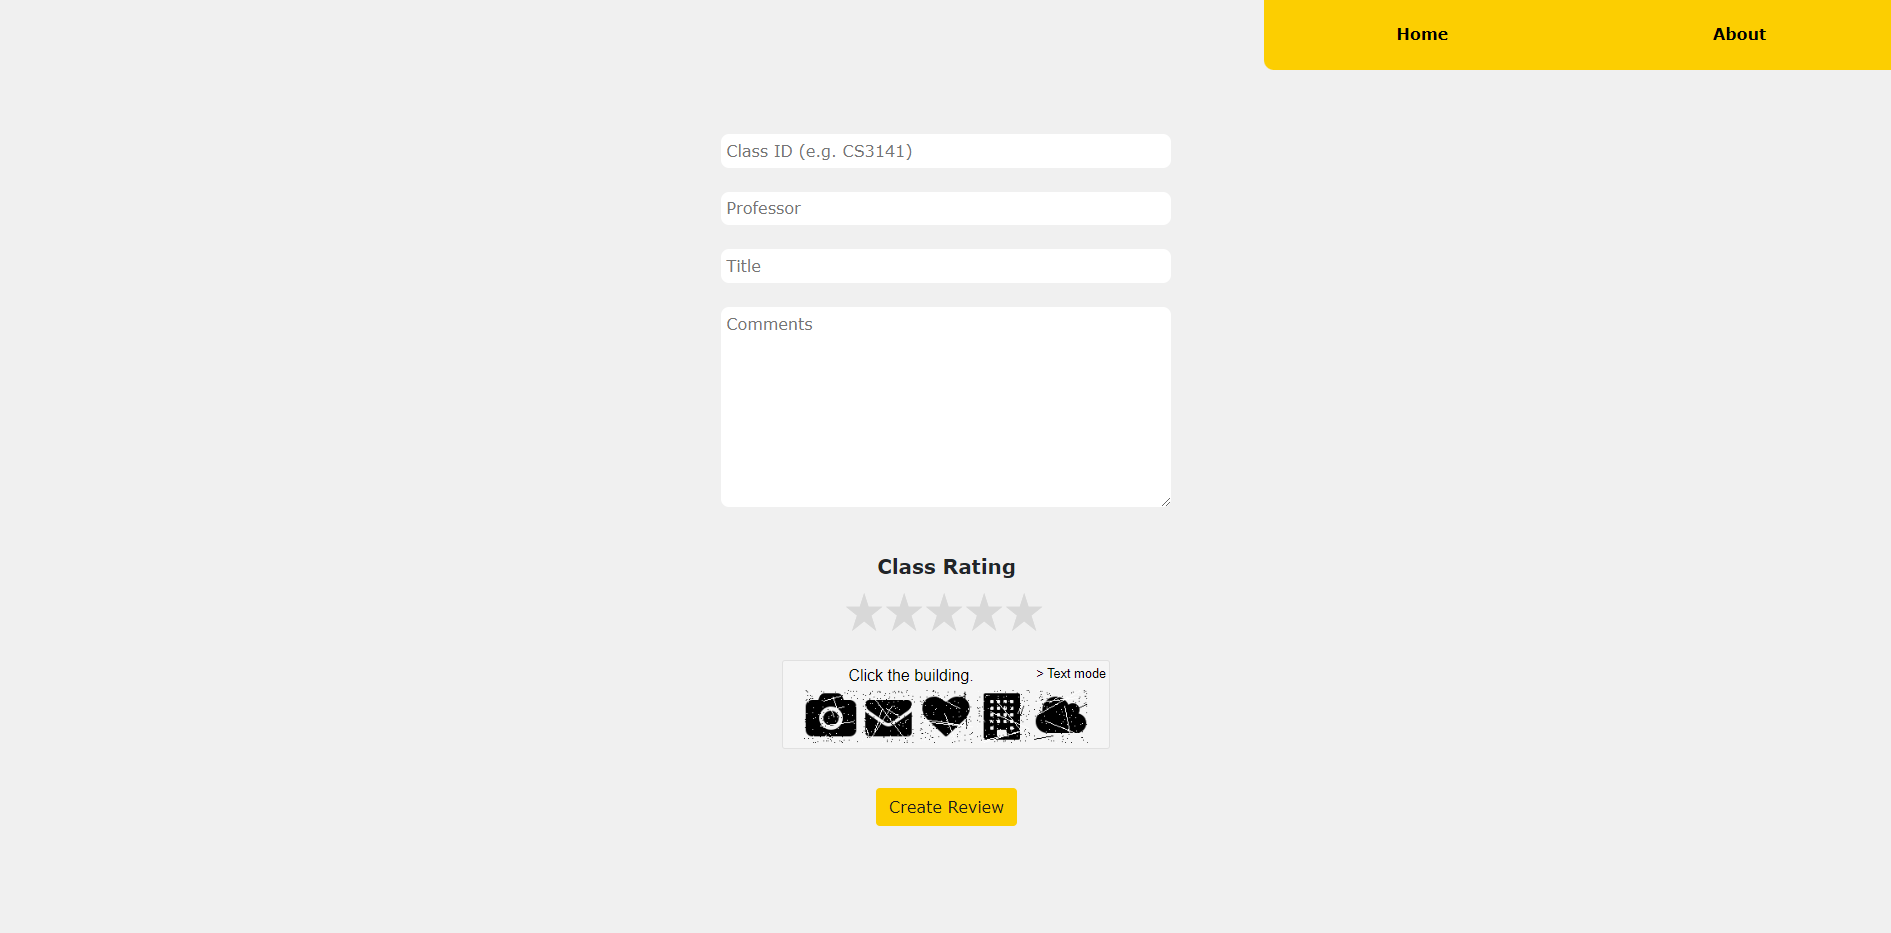 Home
About
Class ID (e.g. CS3141)
Professor
Title
Comments
Class Rating
Click the building.
> Text mode
Create Review